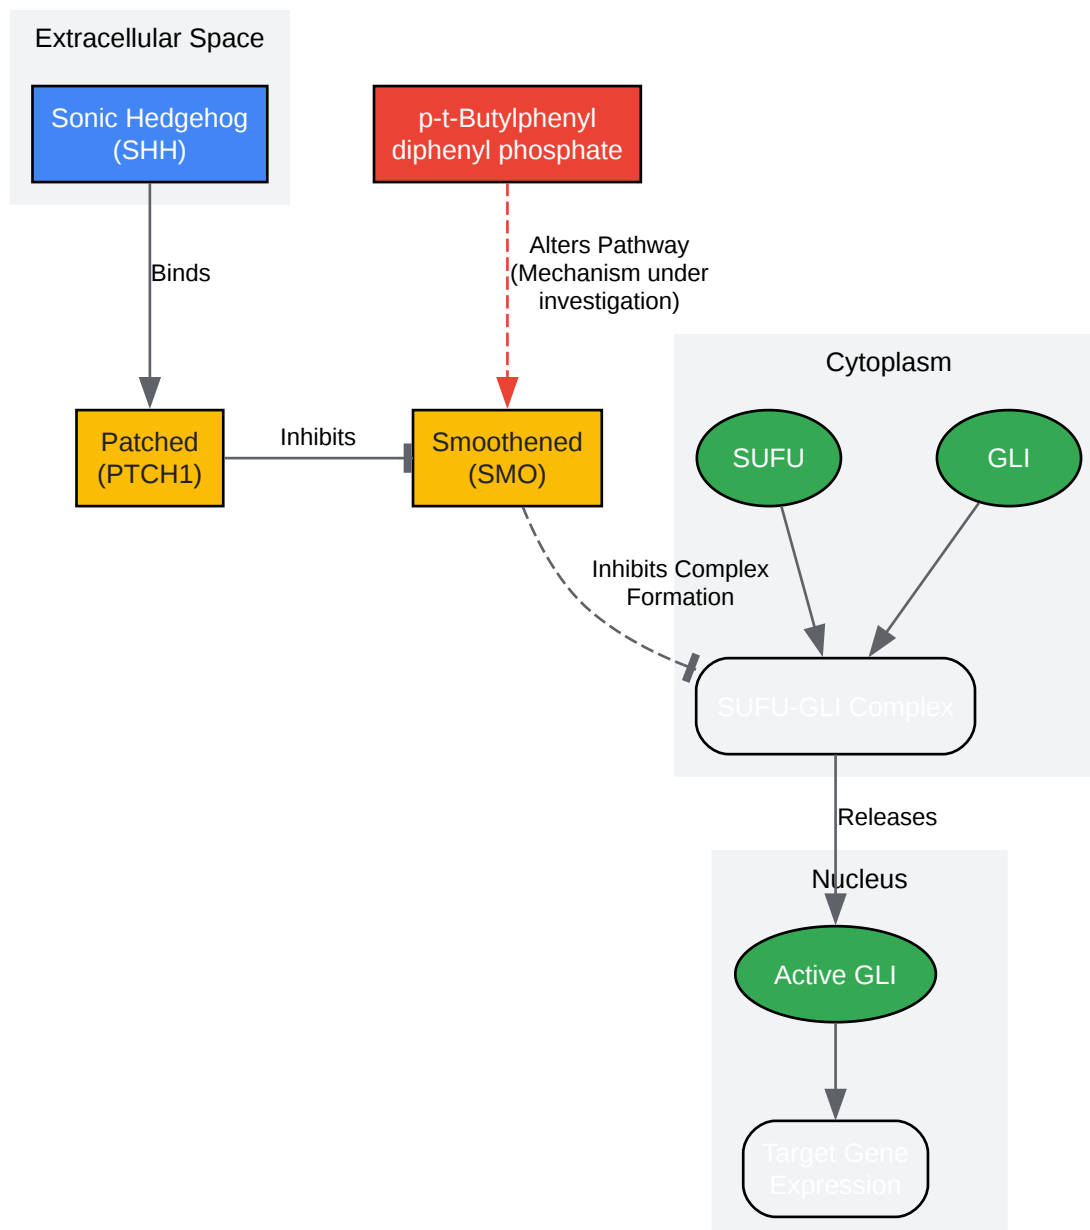 Extracellular Space
Sonic Hedgehog
(SHH)
p-t-Butylphenyl
diphenyl phosphate
Binds
Alters Pathway
(Mechanism under
investigation)
Cytoplasm
Patched
(PTCH1)
Inhibits
Smoothened
(SMO)
SUFU
GLI
Inhibits Complex
Formation
SUFU-GLI Complex
Releases
Nucleus
Active GLI
Target Gene
Expression